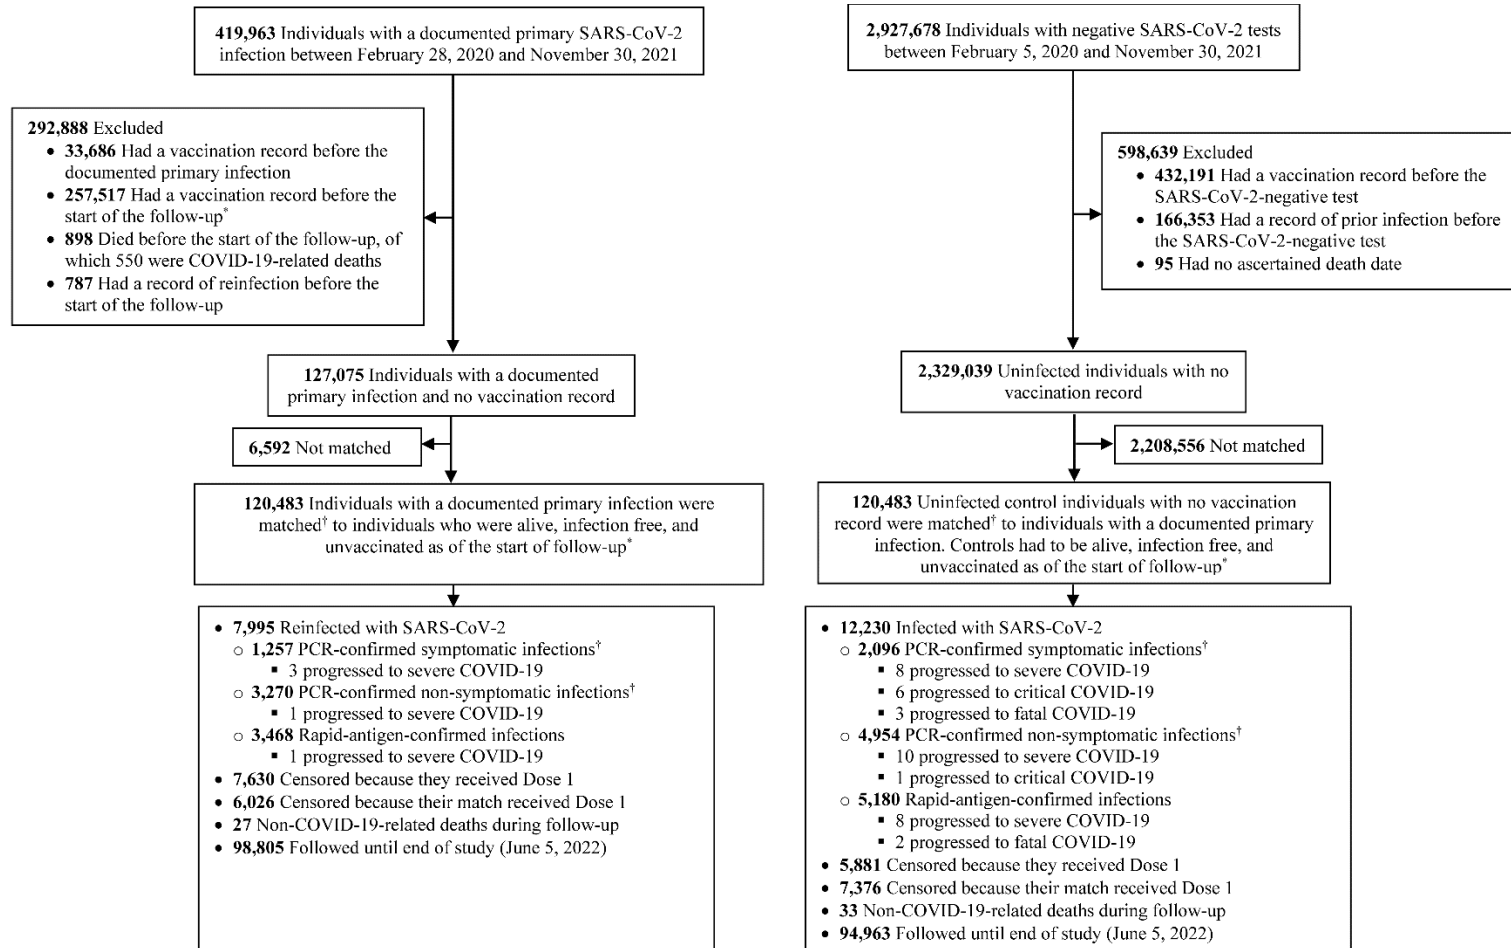 419,963 Individuals with a documented primary SARS-CoV-2
infection between February 28, 2020 and November 30, 2021
292,888 Excluded
• 33,686 Had a vaccination record before the
documented primary infection
• 257,517 Had a vaccination record before the
start of the follow-up*
• 898 Died before the start of the follow-up, of
which 550 were COVID-19-related deaths
• 787 Had a record of reinfection before the
start of the follow-up
127,075 Individuals with a documented
primary infection and no vaccination record
6,592 Not matched
120,483 Individuals with a documented primary infection were
matched† to individuals who were alive, infection free, and
unvaccinated as of the start of follow-up*
• 7,995 Reinfected with SARS-CoV-2
○ 1,257 PCR-confirmed symptomatic infections†
▪ 3 progressed to severe COVID-19
○ 3,270 PCR-confirmed non-symptomatic infections†
▪ 1 progressed to severe COVID-19
○ 3,468 Rapid-antigen-confirmed infections
▪ 1 progressed to severe COVID-19
• 7,630 Censored because they received Dose 1
• 6,026 Censored because their match received Dose 1
• 27 Non-COVID-19-related deaths during follow-up
• 98,805 Followed until end of study (June 5, 2022)
2,927,678 Individuals with negative SARS-CoV-2 tests
between February 5, 2020 and November 30, 2021
598,639 Excluded
• 432,191 Had a vaccination record before the
SARS-CoV-2-negative test
• 166,353 Had a record of prior infection before
the SARS-CoV-2-negative test
• 95 Had no ascertained death date
2,329,039 Uninfected individuals with no
vaccination record
2,208,556 Not matched
120,483 Uninfected control individuals with no vaccination
record were matched† to individuals with a documented primary
infection. Controls had to be alive, infection free, and
unvaccinated as of the start of follow-up*
• 12,230 Infected with SARS-CoV-2
○ 2,096 PCR-confirmed symptomatic infections†
▪ 8 progressed to severe COVID-19
▪ 6 progressed to critical COVID-19
▪ 3 progressed to fatal COVID-19
○ 4,954 PCR-confirmed non-symptomatic infections†
▪ 10 progressed to severe COVID-19
▪ 1 progressed to critical COVID-19
○ 5,180 Rapid-antigen-confirmed infections
▪ 8 progressed to severe COVID-19
▪ 2 progressed to fatal COVID-19
• 5,881 Censored because they received Dose 1
• 7,376 Censored because their match received Dose 1
• 33 Non-COVID-19-related deaths during follow-up
• 94,963 Followed until end of study (June 5, 2022)